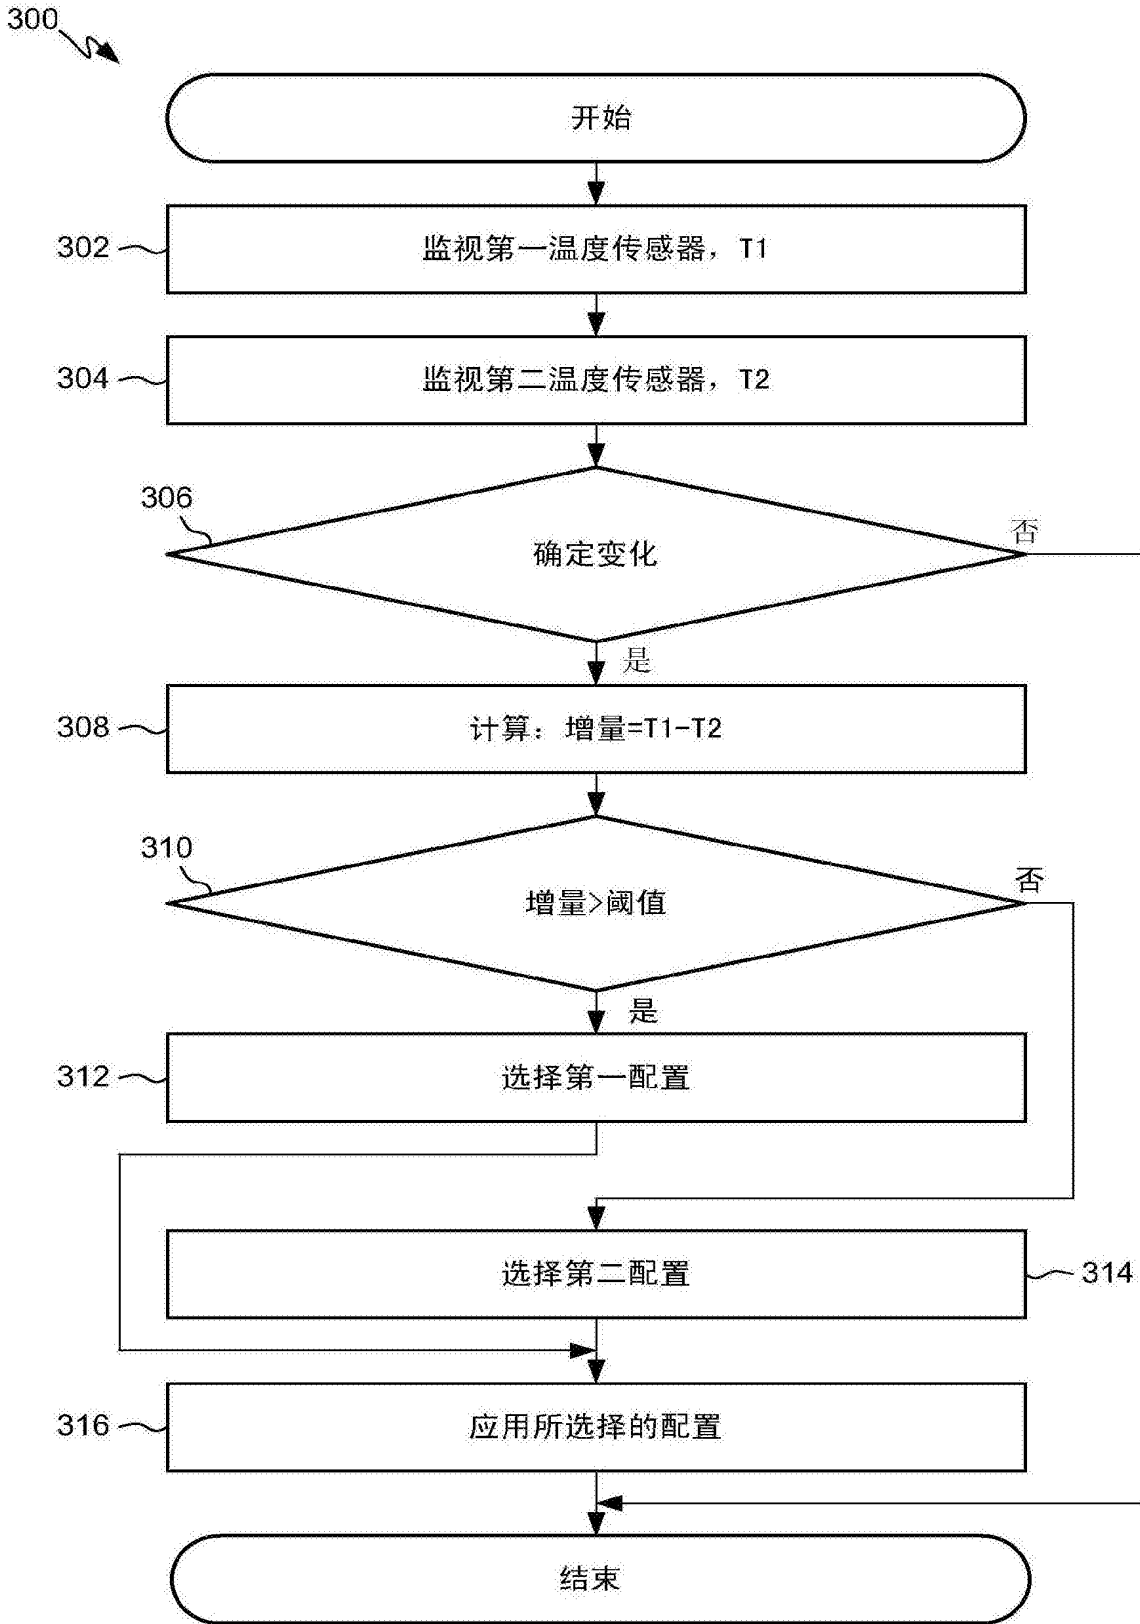 300
开始
302
监视第一温度传感器，T1
304
监视第二温度传感器，T2
306
确定变化
否
是
308
计算：增量=T1-T2
310
增量>阈值
否
是
312
选择第一配置
选择第二配置
314
316
应用所选择的配置
结束